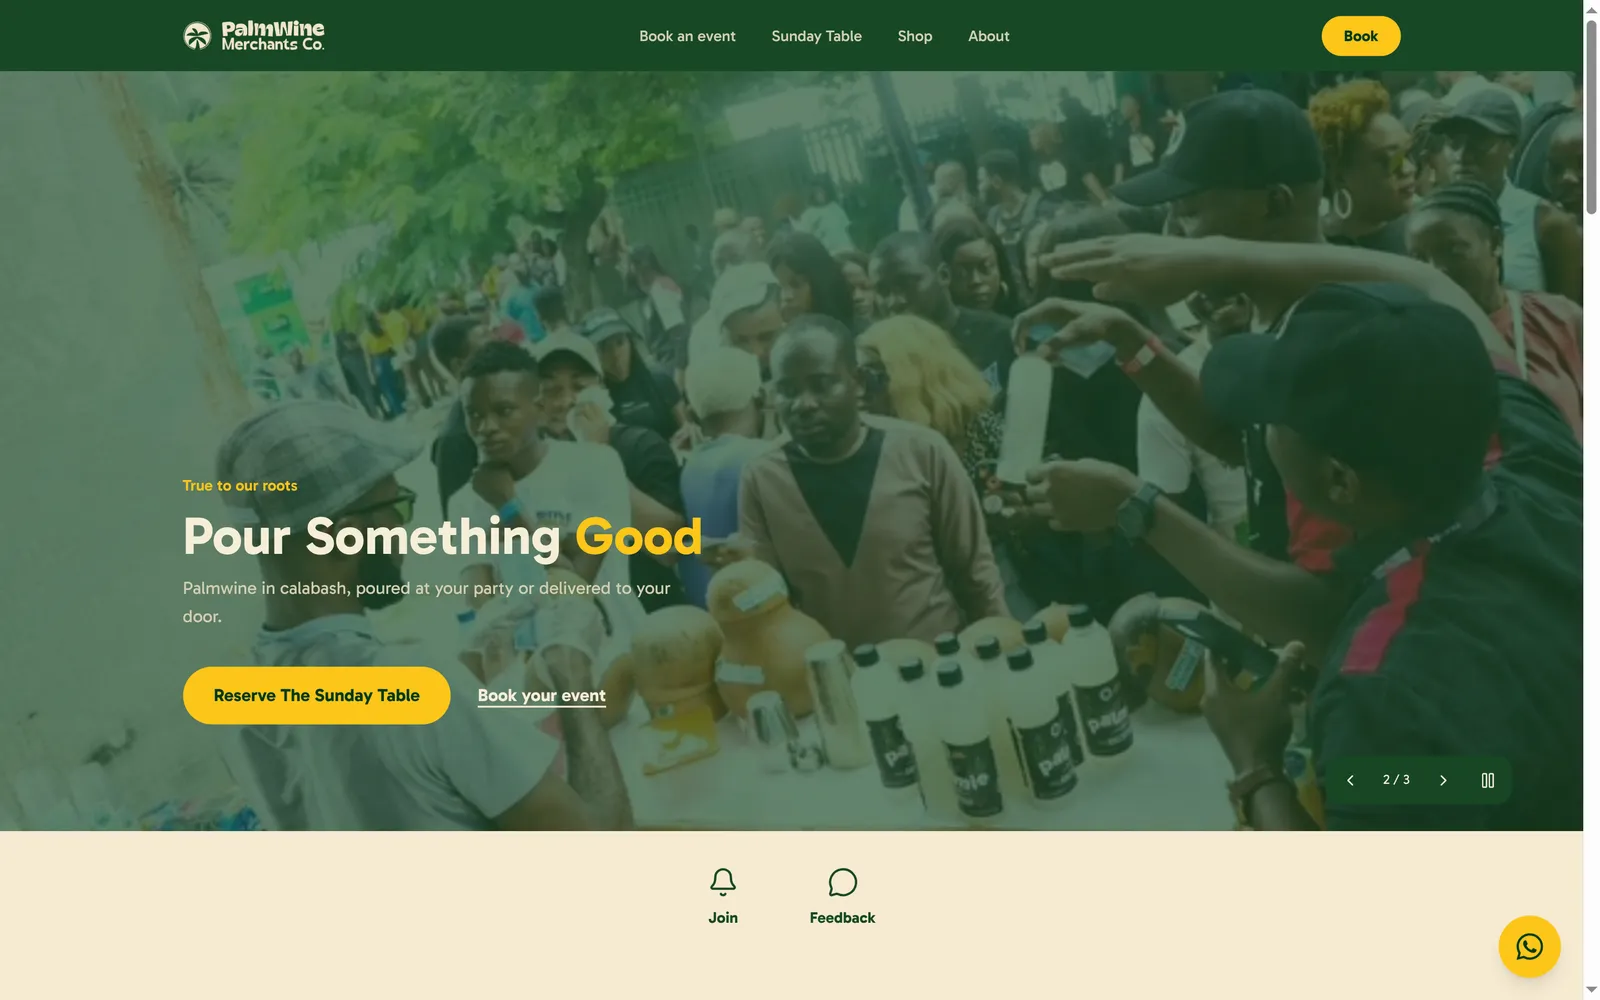 PalmWine
Merchants Co.
Book an event
Sunday Table
Shop
About
Book
True to our roots
Pour Something Good
Palmwine in calabash, poured at your party or delivered to your
door.
Reserve The Sunday Table
Book your event
2 / 3
Join
Feedback